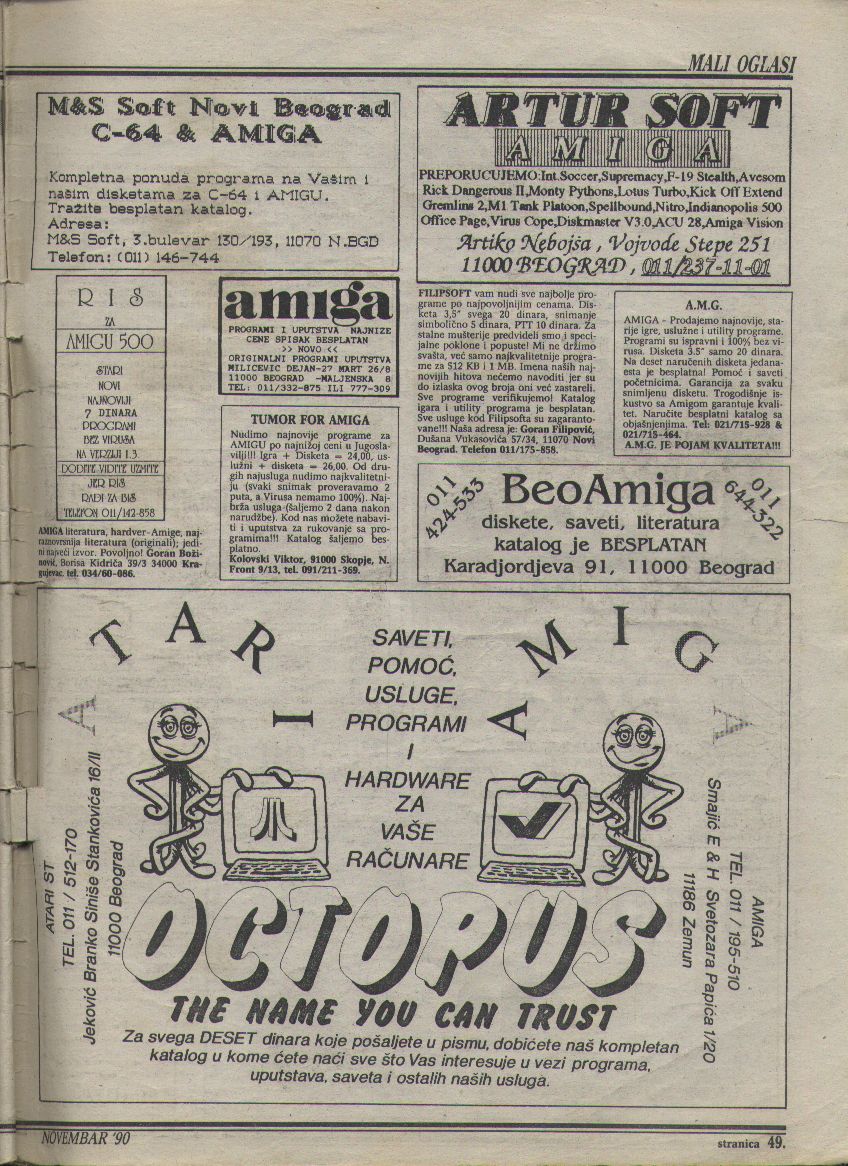 MALI OGLASI
M&S Soft Novi Beograd
C-64 & AMIGA
Kompletna ponuda programa na Vašim i
našim disketama za C-64 i AMIGU.
Tražite besplatan katalog.
Adresa:
M&S Soft, 3.bulevar 130/193, 11070 N.BGD
Telefon: (011) 146-744
ARTUR SOFT
AMIGA
PREPORUCUJEMO:Int.Soccer,Supremacy,F-19 Stealth,Avesom
Rick Dangerous II,Monty Pythons,Lotus Turbo,Kick Off Extend
Gremlins 2,M1 Tank Platoon,Spellbound,Nitro,Indianopolis 500
Office Page,Virus Cope,Diskmaster V3.0,ACU 28,Amiga Vision
Artiko Nebojša , Vojvode Stepe 251
11000 BEOGRAD , 011/237-11-01
RIS
ZA
AMIGU 500
STARI
NOVI
NAJNOVIJI
7 DINARA
PROGRAMI
BEZ VIRUSA
NA VERZIJI 1.3
DODJITE VIDITE UZMITE
JER RIS
RADI ZA BIS
TELEFON 011/142-858
AMIGA literatura, hardver-Amige, naj-
raznovrsnija literatura (originali); jedi-
ni najveći izvor. Povoljno! Goran Boži-
nović, Borisa Kidriča 39/3 34000 Kra-
gujevac, tel. 034/60-086.
amiga
PROGRAMI I UPUTSTVA NAJNIZE
CENE SPISAK BESPLATAN
>> NOVO <<
ORIGINALNI PROGRAMI UPUTSTVA
MILICEVIC DEJAN-27 MART 26/8
11000 BEOGRAD -MALJENSKA 8
TEL: 011/332-875 ILI 777-309
TUMOR FOR AMIGA
Nudimo najnovije programe za
AMIGU po najnižoj ceni u Jugosla-
viji!!! Igra + Disketa = 24,00, us-
lužni + disketa = 26,00. Od dru-
gih najusluga nudimo najkvalitetni-
ju (svaki snimak proveravamo 2
puta, a Virusa nemamo 100%). Naj-
brža usluga-(šaljemo 2 dana nakon
narudžbe). Kod nas možete nabavi-
ti i uputstva za rukovanje sa pro-
gramima!!! Katalog šaljemo bes-
platno.
Kolovski Viktor, 91000 Skopje, N.
Front 9/13, tel. 091/211-369.
FILIPSOFT vam nudi sve najbolje pro-
grame po najpovoljnijim cenama. Dis-
keta 3,5" svega 20 dinara, snimanje
simbolično 5 dinara, PTT 10 dinara. Za
stalne mušterije predvideli smo i speci-
jalne poklone i popuste! Mi ne držimo
svašta, već samo najkvalitetnije progra-
me za 512 KB i 1 MB. Imena naših naj-
novijih hitova nećemo navoditi jer su
do izlaska ovog broja oni već zastareli.
Sve programe verifikujemo! Katalog
igara i utility programa je besplatan.
Sve usluge kod Filipsofta su zagaranto-
vane!!! Naša adresa je: Goran Filipović,
Dušana Vukasovića 57/34, 11070 Novi
Beograd. Telefon 011/175-858.
A.M.G.
AMIGA - Prodajemo najnovije, sta-
rije igre, uslužne i utility programe.
Programi su ispravni i 100% bez vi-
rusa. Disketa 3.5" samo 20 dinara.
Na deset naručenih disketa jedana-
esta je besplatna! Pomoć i saveti
početnicima. Garancija za svaku
snimljenu disketu. Trogodišnje is-
kustvo sa Amigom garantuje kvali-
tet. Naručite besplatni katalog sa
objašnjenjima. Tel: 021/715-928 &
021/715-464.
A.M.G. JE POJAM KVALITETA!!!
BeoAmiga
011
424-533
011
644-322
diskete, saveti, literatura
katalog je BESPLATAN
Karadjordjeva 91, 11000 Beograd
ATARI
AMIGA
SAVETI,
POMOĆ,
USLUGE,
PROGRAMI
I
HARDWARE
ZA
VAŠE
RAČUNARE
ATARI ST
TEL. 011 / 512-170
Jeković Branko Siniše Stankovića 16/II
11000 Beograd
AMIGA
TEL. 011 / 195-510
Smajić E & H Svetozara Papića 1/20
11186 Zemun
OCTOPUS
THE NAME YOU CAN TRUST
Za svega DESET dinara koje pošaljete u pismu, dobićete naš kompletan
katalog u kome ćete naći sve što Vas interesuje u vezi programa,
uputstava, saveta i ostalih naših usluga.
NOVEMBAR '90
stranica 49.